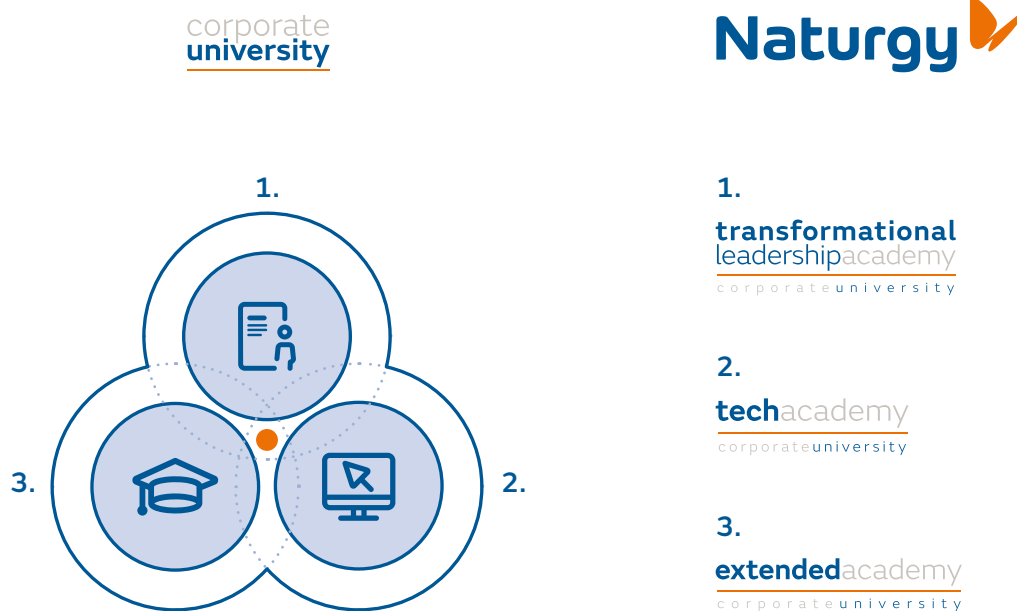 corporate
university
Naturgy
1.
3.
2.
1.
transformational
leadershipacademy
corporateuniversity
2.
techacademy
corporateuniversity
3.
extendedacademy
corporateuniversity